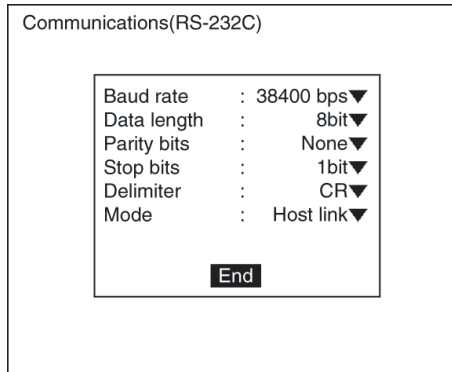 Communications(RS-232C)
Baud rate : 38400 bps▼
Data length : 8bit▼
Parity bits : None▼
Stop bits : 1bit▼
Delimiter : CR▼
Mode : Host link▼
End